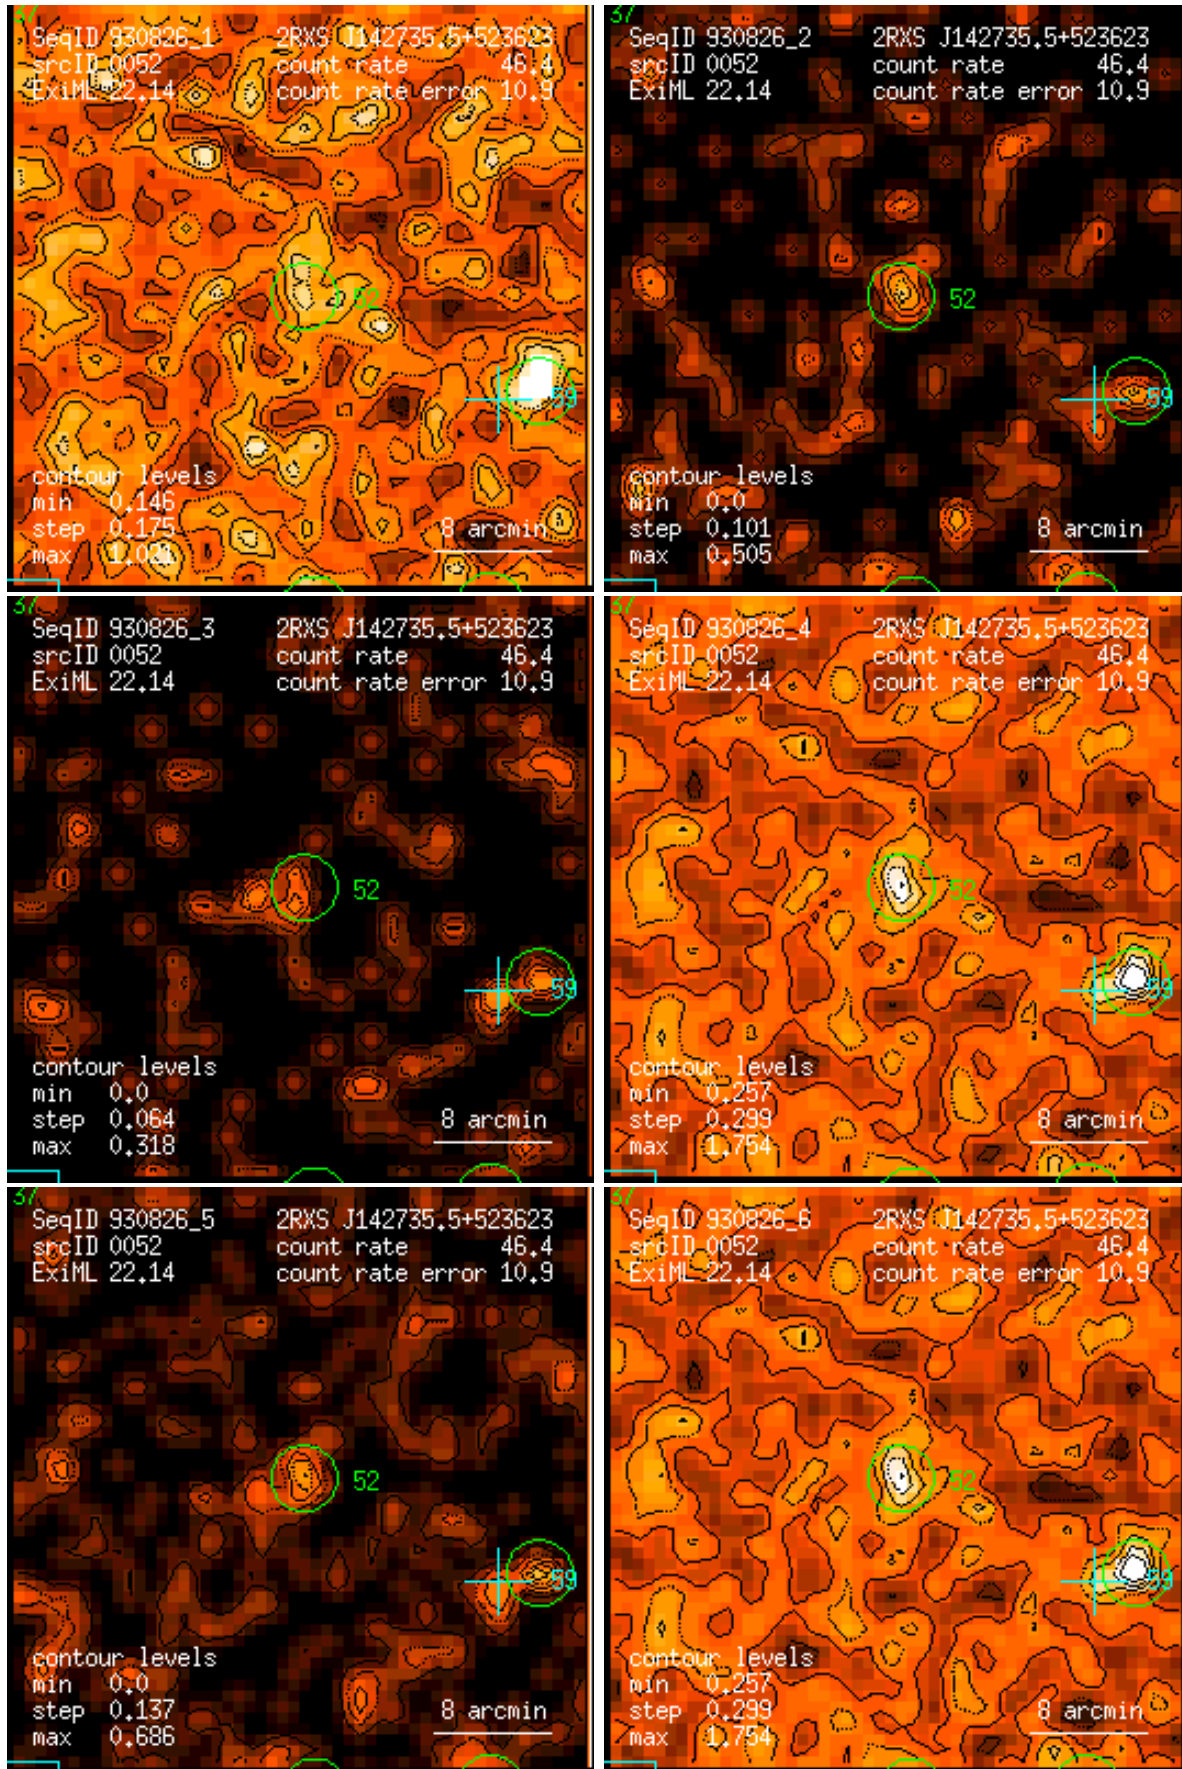 37
SeqID 930826_1 2RXS J142735.5+523623
srcID 0052 count rate 46.4
ExiML 22.14 count rate error 10.9
52
59
contour levels
min 0.146
step 0.175 8 arcmin
max 1.021
37
SeqID 930826_2 2RXS J142735.5+523623
srcID 0052 count rate 46.4
ExiML 22.14 count rate error 10.9
52
59
contour levels
min 0.0
step 0.101 8 arcmin
max 0.505
37
SeqID 930826_3 2RXS J142735.5+523623
srcID 0052 count rate 46.4
ExiML 22.14 count rate error 10.9
52
59
contour levels
min 0.0
step 0.064 8 arcmin
max 0.318
37
SeqID 930826_4 2RXS J142735.5+523623
srcID 0052 count rate 46.4
ExiML 22.14 count rate error 10.9
52
59
contour levels
min 0.257
step 0.299 8 arcmin
max 1.754
37
SeqID 930826_5 2RXS J142735.5+523623
srcID 0052 count rate 46.4
ExiML 22.14 count rate error 10.9
52
59
contour levels
min 0.0
step 0.137 8 arcmin
max 0.686
37
SeqID 930826_6 2RXS J142735.5+523623
srcID 0052 count rate 46.4
ExiML 22.14 count rate error 10.9
52
59
contour levels
min 0.257
step 0.299 8 arcmin
max 1.754